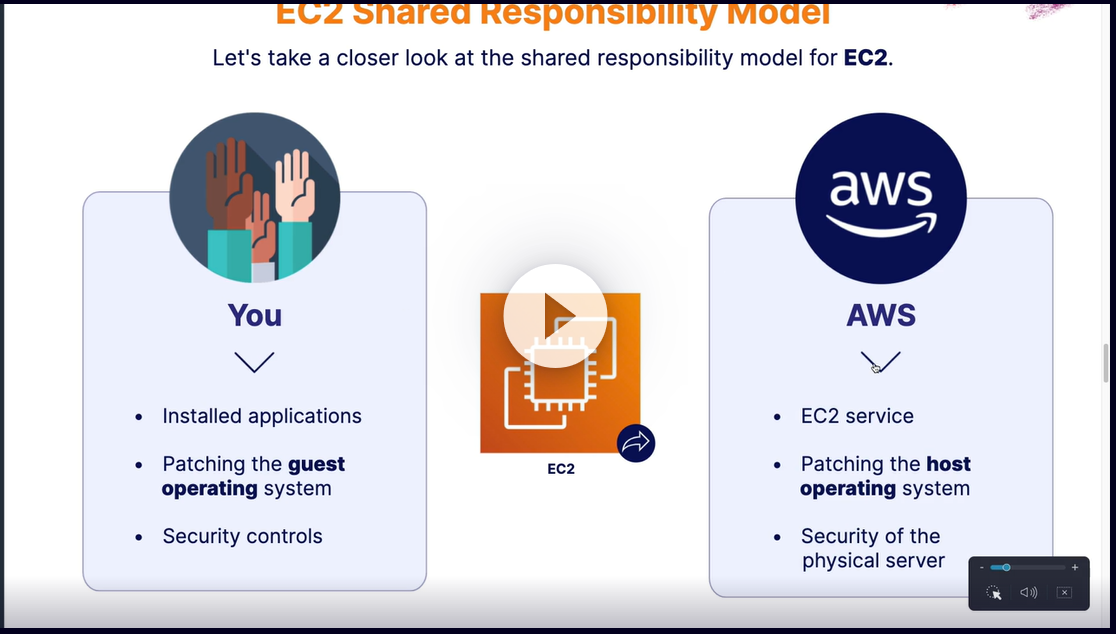 EC2 Shared Responsibility Model
Let's take a closer look at the shared responsibility model for EC2.
You
• Installed applications
• Patching the guest
operating system
• Security controls
EC2
aws
AWS
• EC2 service
• Patching the host
operating system
• Security of the
physical server
- +